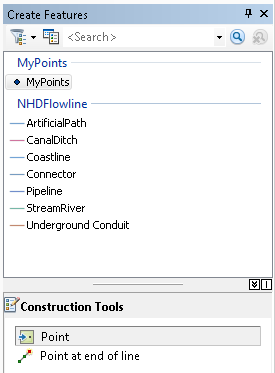 Create Features
<Search>
MyPoints
MyPoints
NHDFlowline
ArtificialPath
CanalDitch
Coastline
Connector
Pipeline
StreamRiver
Underground Conduit
Construction Tools
Point
Point at end of line